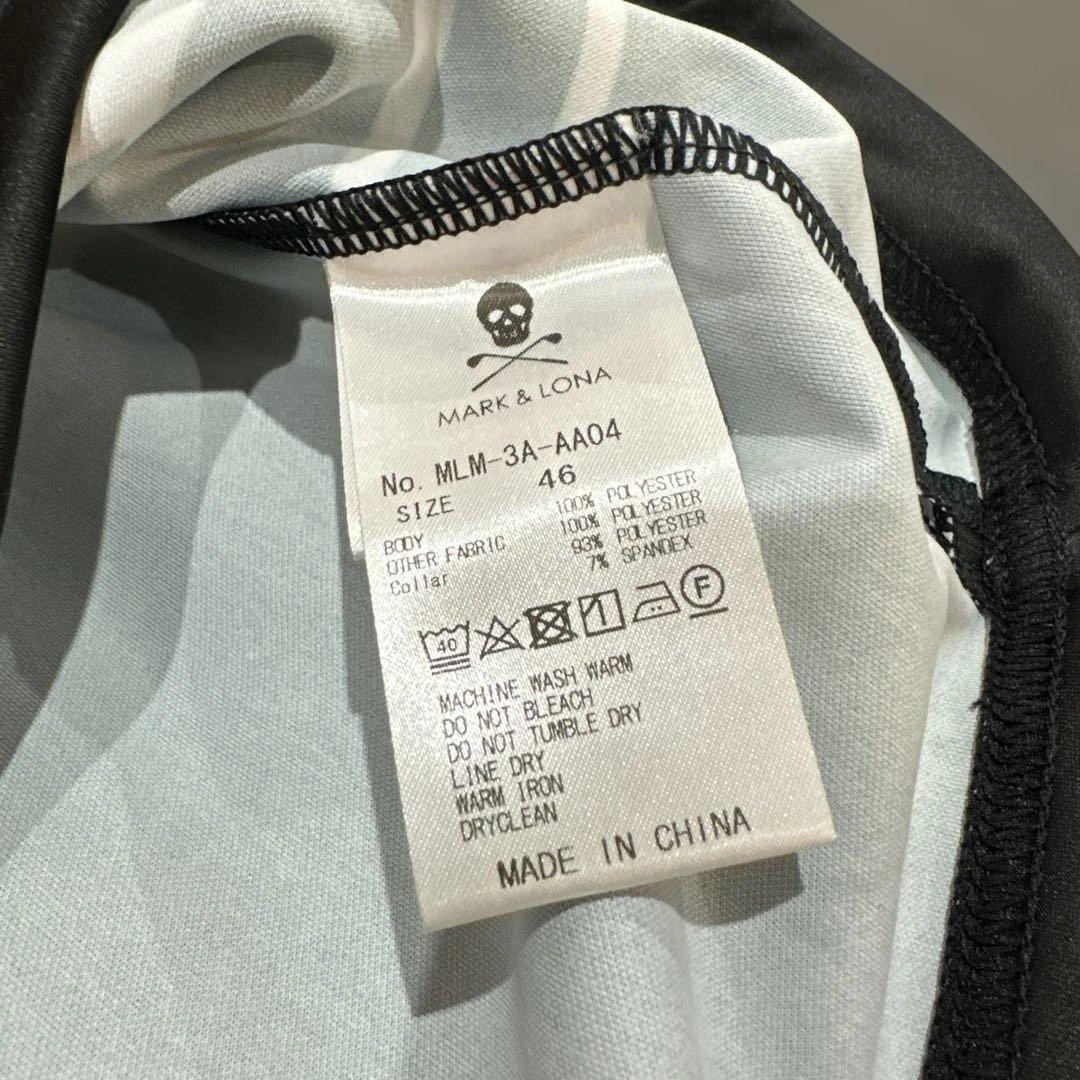 MARK & LONA
No. MLM-3A-AA04
SIZE 46
BODY 100% POLYESTER
OTHER FABRIC 100% POLYESTER
Collar 93% POLYESTER
7% SPANDEX
40 F
MACHINE WASH WARM
DO NOT BLEACH
DO NOT TUMBLE DRY
LINE DRY
WARM IRON
DRYCLEAN
MADE IN CHINA